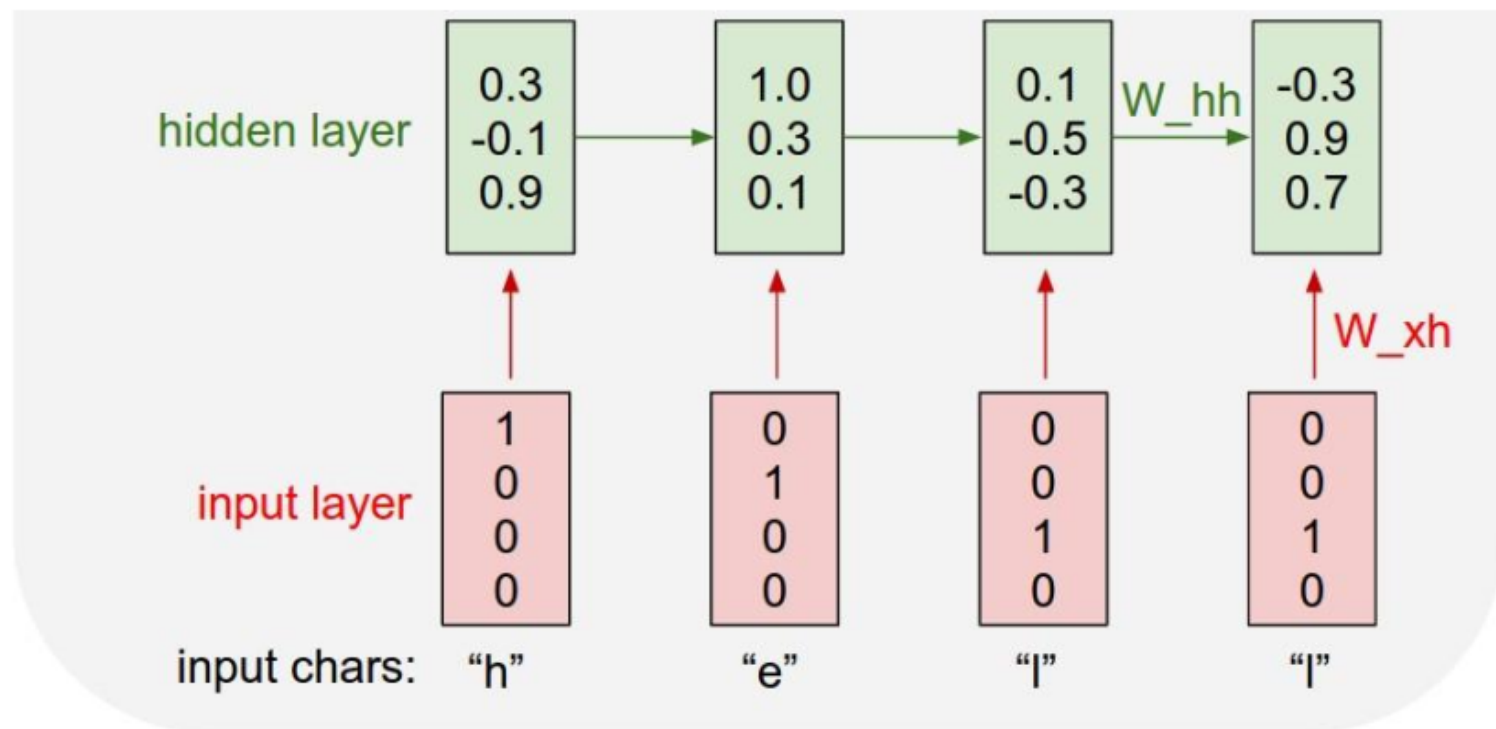 0.3 1.0 0.1 W_hh -0.3
hidden layer -0.1 0.3 -0.5 0.9
0.9 0.1 -0.3 0.7
W_xh
1 0 0 0
0 1 0 0
input layer 0 0 1 1
0 0 0 0
input chars: “h” “e” “l” “l”